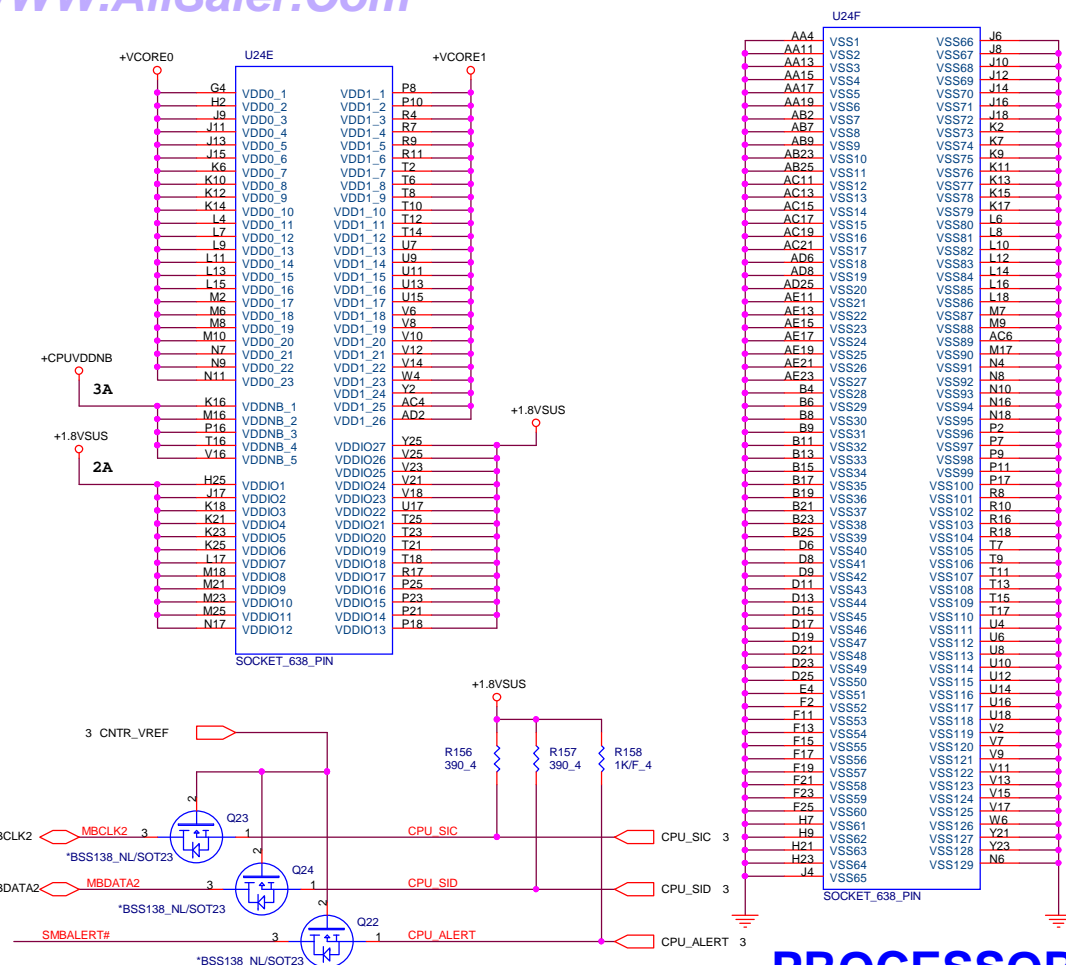 WWW.AllSaler.Com
U24E
+VCORE0
+VCORE1
G4 VDD0_1 VDD1_1 P8
H2 VDD0_2 VDD1_2 P10
J9 VDD0_3 VDD1_3 R4
J11 VDD0_4 VDD1_4 R7
J13 VDD0_5 VDD1_5 R9
J15 VDD0_6 VDD1_6 R11
K6 VDD0_7 VDD1_7 T2
K10 VDD0_8 VDD1_8 T6
K12 VDD0_9 VDD1_9 T8
K14 VDD0_10 VDD1_10 T10
L4 VDD0_11 VDD1_11 T12
L7 VDD0_12 VDD1_12 T14
L9 VDD0_13 VDD1_13 U7
L11 VDD0_14 VDD1_14 U9
L13 VDD0_15 VDD1_15 U11
L15 VDD0_16 VDD1_16 U13
M2 VDD0_17 VDD1_17 U15
M6 VDD0_18 VDD1_18 V6
M8 VDD0_19 VDD1_19 V8
M10 VDD0_20 VDD1_20 V10
N7 VDD0_21 VDD1_21 V12
N9 VDD0_22 VDD1_22 V14
N11 VDD0_23 VDD1_23 W4
VDD1_24 Y2
VDD1_25 AC4
VDD1_26 AD2
+CPUVDDNB
3A
K16 VDDNB_1
M16 VDDNB_2
P16 VDDNB_3
T16 VDDNB_4
V16 VDDNB_5
+1.8VSUS
2A
+1.8VSUS
VDDIO27 Y25
VDDIO26 V25
VDDIO25 V23
H25 VDDIO1 VDDIO24 V21
J17 VDDIO2 VDDIO23 V18
K18 VDDIO3 VDDIO22 U17
K21 VDDIO4 VDDIO21 T25
K23 VDDIO5 VDDIO20 T23
K25 VDDIO6 VDDIO19 T21
L17 VDDIO7 VDDIO18 T18
M18 VDDIO8 VDDIO17 R17
M21 VDDIO9 VDDIO16 P25
M23 VDDIO10 VDDIO15 P23
M25 VDDIO11 VDDIO14 P21
N17 VDDIO12 VDDIO13 P18
SOCKET_638_PIN
U24F
AA4 VSS1 VSS66 J6
AA11 VSS2 VSS67 J8
AA13 VSS3 VSS68 J10
AA15 VSS4 VSS69 J12
AA17 VSS5 VSS70 J14
AA19 VSS6 VSS71 J16
AB2 VSS7 VSS72 J18
AB7 VSS8 VSS73 K2
AB9 VSS9 VSS74 K7
AB23 VSS10 VSS75 K9
AB25 VSS11 VSS76 K11
AC11 VSS12 VSS77 K13
AC13 VSS13 VSS78 K15
AC15 VSS14 VSS79 K17
AC17 VSS15 VSS80 L6
AC19 VSS16 VSS81 L8
AC21 VSS17 VSS82 L10
AD6 VSS18 VSS83 L12
AD8 VSS19 VSS84 L14
AD25 VSS20 VSS85 L16
AE11 VSS21 VSS86 L18
AE13 VSS22 VSS87 M7
AE15 VSS23 VSS88 M9
AE17 VSS24 VSS89 AC6
AE19 VSS25 VSS90 M17
AE21 VSS26 VSS91 N4
AE23 VSS27 VSS92 N8
B4 VSS28 VSS93 N10
B6 VSS29 VSS94 N16
B8 VSS30 VSS95 N18
B9 VSS31 VSS96 P2
B11 VSS32 VSS97 P7
B13 VSS33 VSS98 P9
B15 VSS34 VSS99 P11
B17 VSS35 VSS100 P17
B19 VSS36 VSS101 R8
B21 VSS37 VSS102 R10
B23 VSS38 VSS103 R16
B25 VSS39 VSS104 R18
D6 VSS40 VSS105 T7
D8 VSS41 VSS106 T9
D9 VSS42 VSS107 T11
D11 VSS43 VSS108 T13
D13 VSS44 VSS109 T15
D15 VSS45 VSS110 T17
D17 VSS46 VSS111 U4
D19 VSS47 VSS112 U6
D21 VSS48 VSS113 U8
D23 VSS49 VSS114 U10
D25 VSS50 VSS115 U12
E4 VSS51 VSS116 U14
F2 VSS52 VSS117 U16
F11 VSS53 VSS118 U18
F13 VSS54 VSS119 V2
F15 VSS55 VSS120 V7
F17 VSS56 VSS121 V9
F19 VSS57 VSS122 V11
F21 VSS58 VSS123 V13
F23 VSS59 VSS124 V15
F25 VSS60 VSS125 V17
H7 VSS61 VSS126 W6
H9 VSS62 VSS127 Y21
H21 VSS63 VSS128 Y23
H23 VSS64 VSS129 N6
J4 VSS65
SOCKET_638_PIN
+1.8VSUS
3 CNTR_VREF
R156 390_4
R157 390_4
R158 1K/F_4
2
Q23
BCLK2 MBCLK2 3 1 CPU_SIC CPU_SIC 3
*BSS138_NL/SOT23
2
Q24
BDATA2 MBDATA2 3 1 CPU_SID CPU_SID 3
*BSS138_NL/SOT23
2
Q22
SMBALERT# 3 1 CPU_ALERT CPU_ALERT 3
*BSS138_NL/SOT23
PROCESSOR